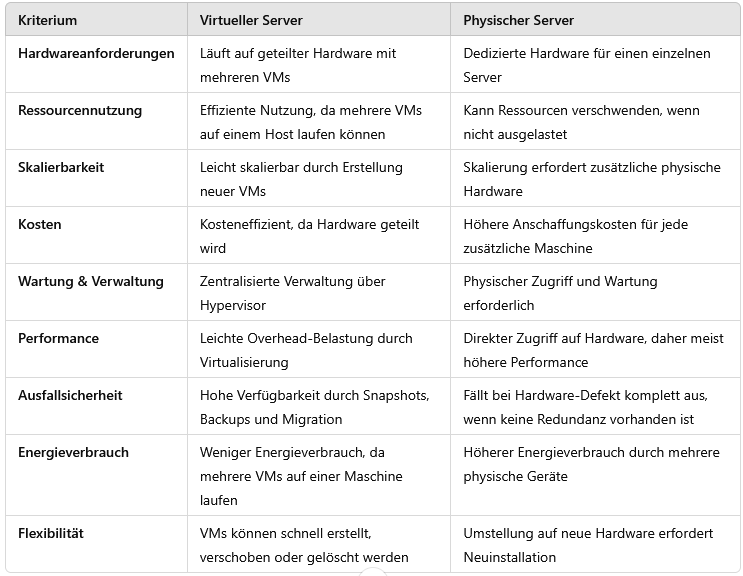 Kriterium Virtueller Server Physischer Server
Hardwareanforderungen Läuft auf geteilter Hardware mit Dedizierte Hardware für einen einzelnen
mehreren VMs Server
Ressourcennutzung Effiziente Nutzung, da mehrere VMs Kann Ressourcen verschwenden, wenn
auf einem Host laufen können nicht ausgelastet
Skalierbarkeit Leicht skalierbar durch Erstellung Skalierung erfordert zusätzliche physische
neuer VMs Hardware
Kosten Kosteneffizient, da Hardware geteilt Höhere Anschaffungskosten für jede
wird zusätzliche Maschine
Wartung & Verwaltung Zentralisierte Verwaltung über Physischer Zugriff und Wartung
Hypervisor erforderlich
Performance Leichte Overhead-Belastung durch Direkter Zugriff auf Hardware, daher meist
Virtualisierung höhere Performance
Ausfallsicherheit Hohe Verfügbarkeit durch Snapshots, Fällt bei Hardware-Defekt komplett aus,
Backups und Migration wenn keine Redundanz vorhanden ist
Energieverbrauch Weniger Energieverbrauch, da Höherer Energieverbrauch durch mehrere
mehrere VMs auf einer Maschine physische Geräte
laufen
Flexibilität VMs können schnell erstellt, Umstellung auf neue Hardware erfordert
verschoben oder gelöscht werden Neuinstallation